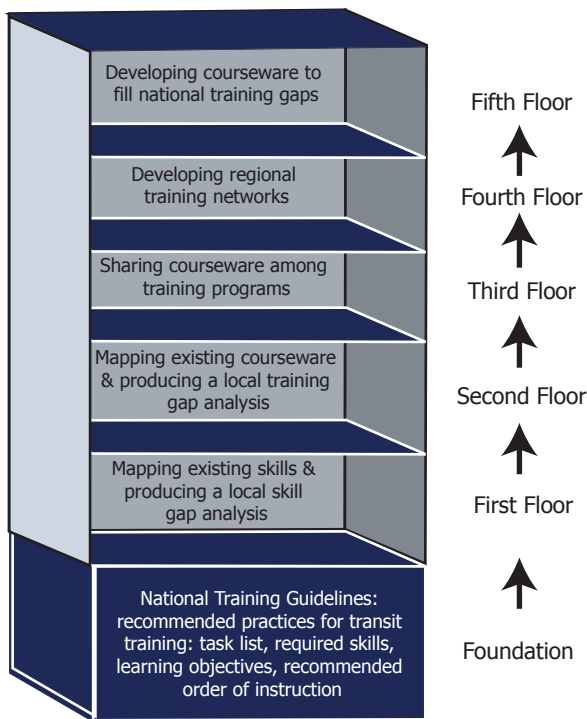 Developing courseware to
fill national training gaps
Fifth Floor
Developing regional
training networks
Fourth Floor
Sharing courseware among
training programs
Third Floor
Mapping existing courseware
& producing a local training
gap analysis
Second Floor
Mapping existing skills &
producing a local skill
gap analysis
First Floor
National Training Guidelines:
recommended practices for transit
training: task list, required skills,
learning objectives, recommended
order of instruction
Foundation